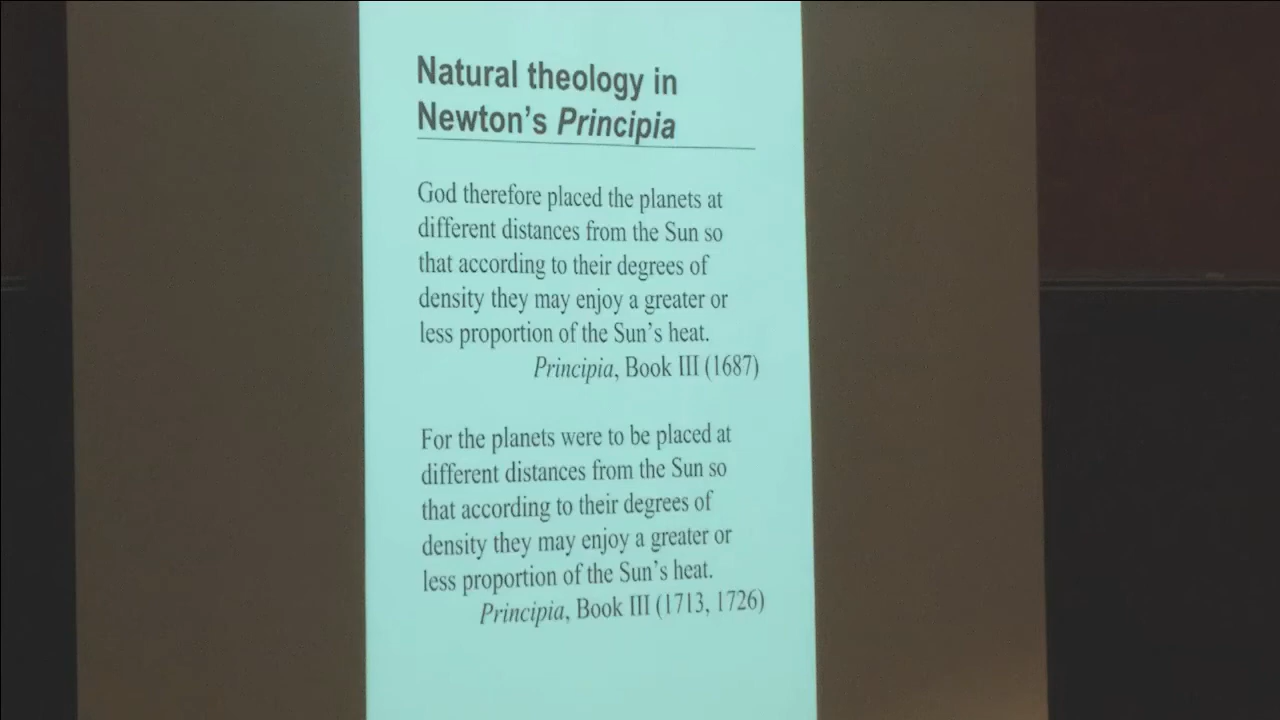 Natural theology in
Newton's Principia
God therefore placed the planets at
different distances from the Sun so
that according to their degrees of
density they may enjoy a greater or
less proportion of the Sun's heat.
Principia, Book III (1687)
For the planets were to be placed at
different distances from the Sun so
that according to their degrees of
density they may enjoy a greater or
less proportion of the Sun's heat.
Principia, Book III (1713, 1726)